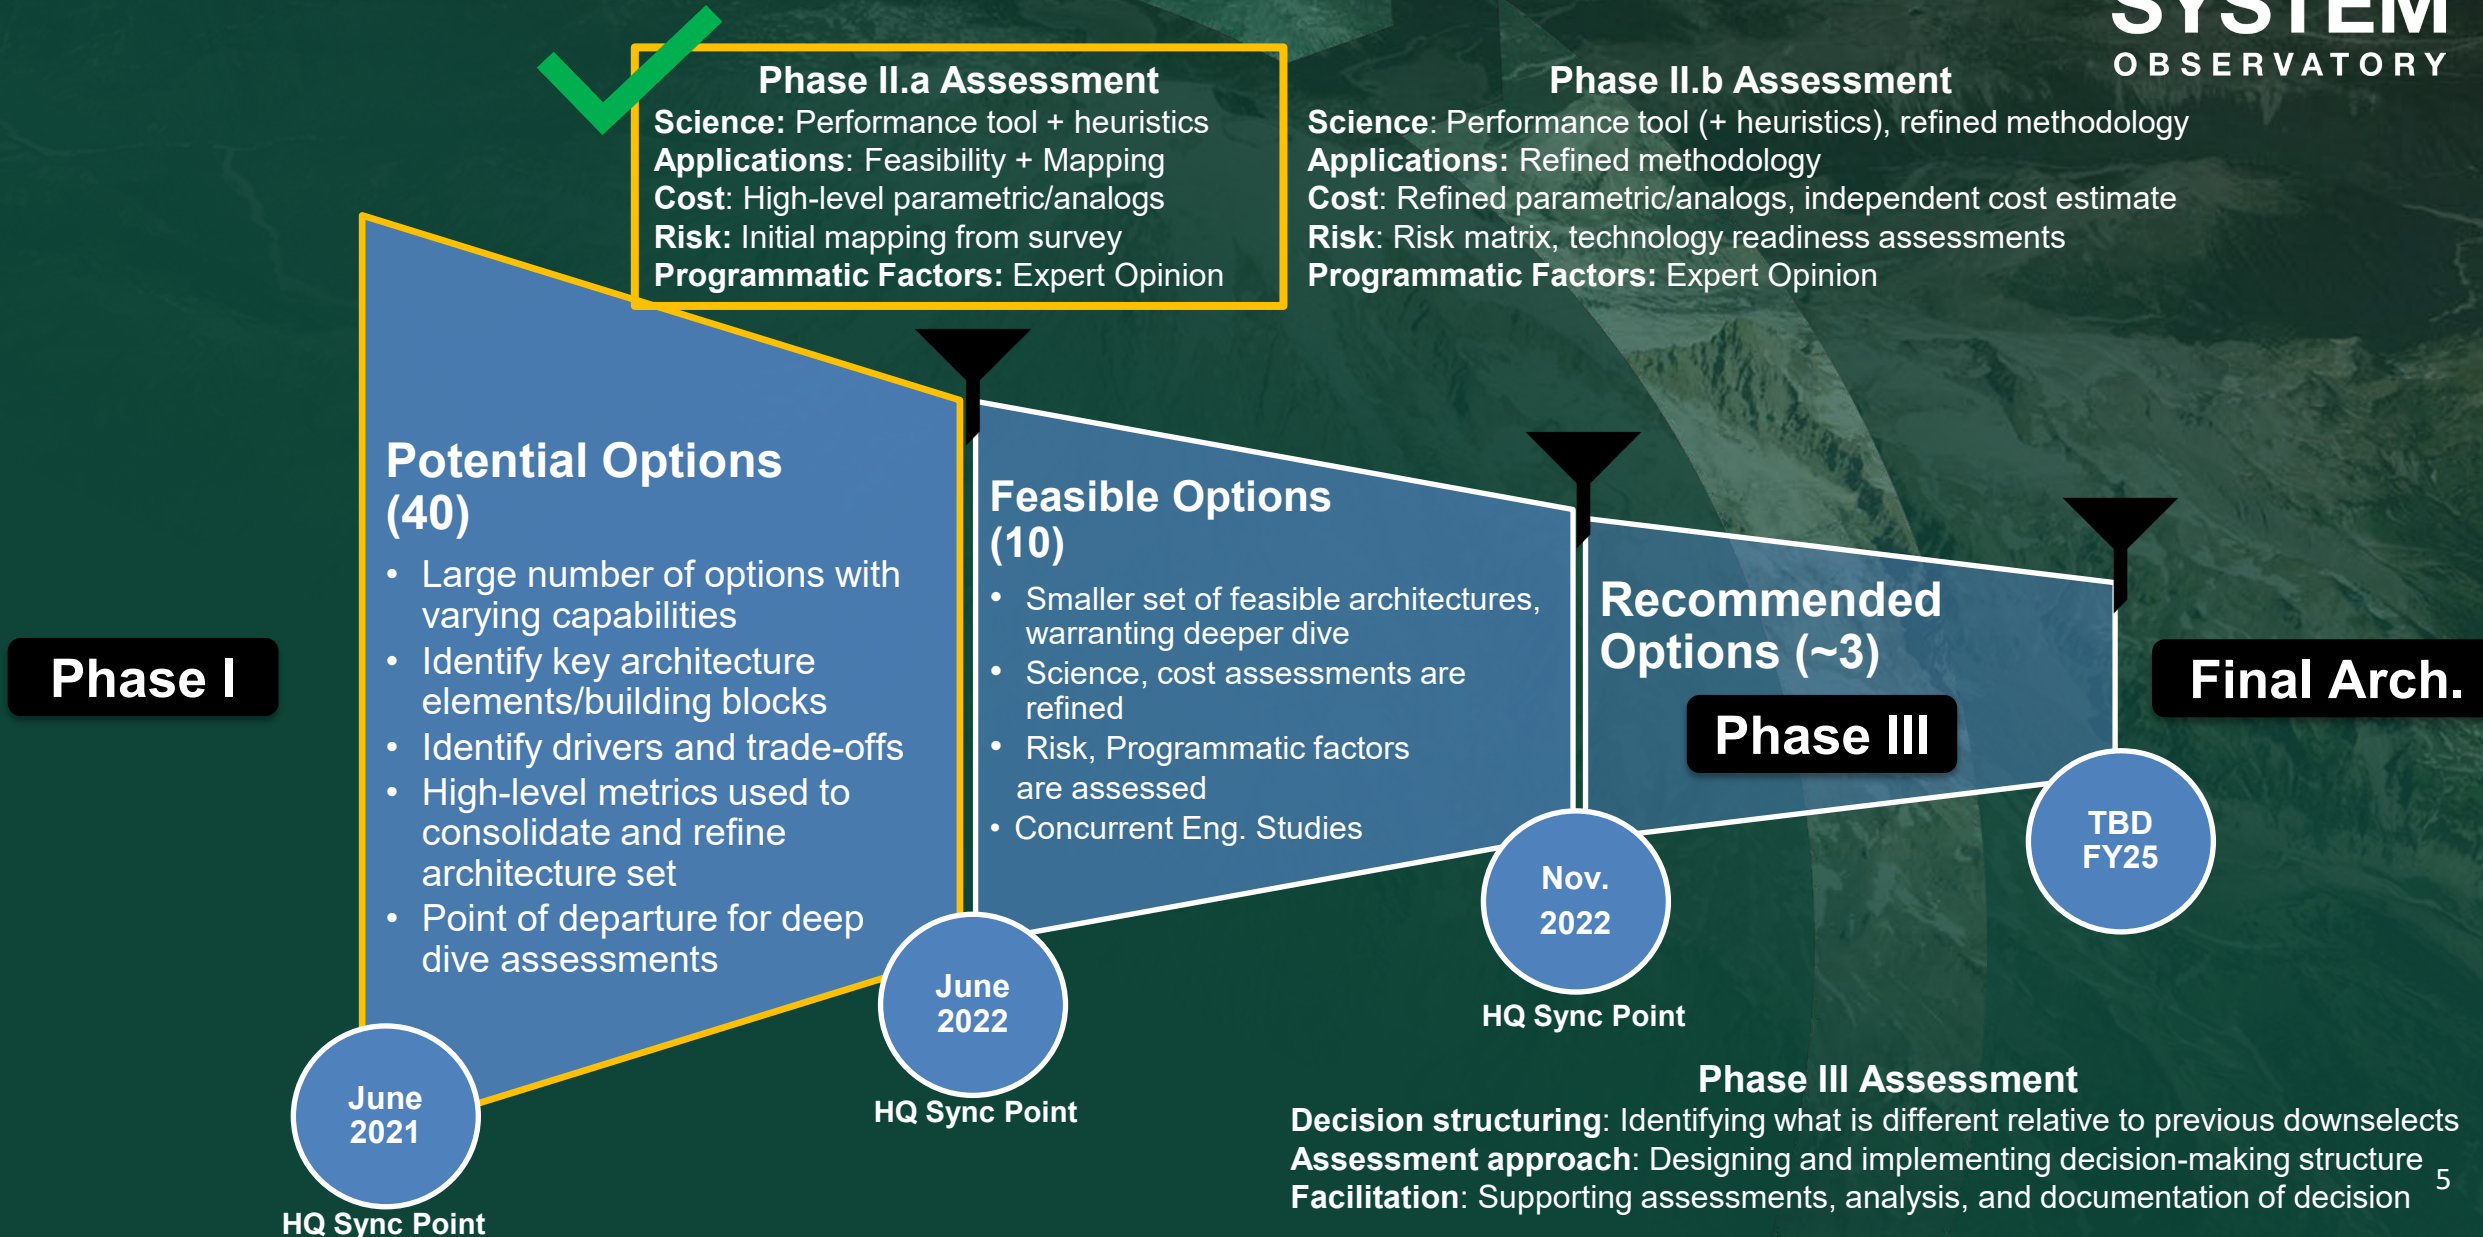 SYSTEM
OBSERVATORY
Phase II.a Assessment
Science: Performance tool + heuristics
Applications: Feasibility + Mapping
Cost: High-level parametric/analogs
Risk: Initial mapping from survey
Programmatic Factors: Expert Opinion
Phase II.b Assessment
Science: Performance tool (+ heuristics), refined methodology
Applications: Refined methodology
Cost: Refined parametric/analogs, independent cost estimate
Risk: Risk matrix, technology readiness assessments
Programmatic Factors: Expert Opinion
Phase I
Potential Options
(40)
• Large number of options with
varying capabilities
• Identify key architecture
elements/building blocks
• Identify drivers and trade-offs
• High-level metrics used to
consolidate and refine
architecture set
• Point of departure for deep
dive assessments
Feasible Options
(10)
• Smaller set of feasible architectures,
warranting deeper dive
• Science, cost assessments are
refined
• Risk, Programmatic factors
are assessed
• Concurrent Eng. Studies
Recommended
Options (~3)
Phase III
Final Arch.
June
2021
HQ Sync Point
June
2022
HQ Sync Point
Nov.
2022
HQ Sync Point
TBD
FY25
Phase III Assessment
Decision structuring: Identifying what is different relative to previous downselects
Assessment approach: Designing and implementing decision-making structure
Facilitation: Supporting assessments, analysis, and documentation of decision
5